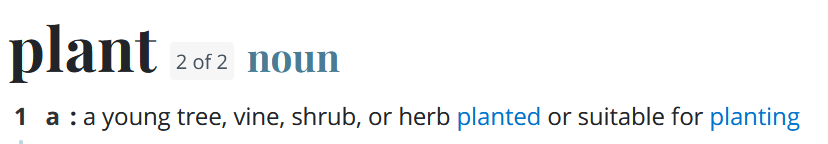 plant 2 of 2 noun
1 a : a young tree, vine, shrub, or herb planted or suitable for planting